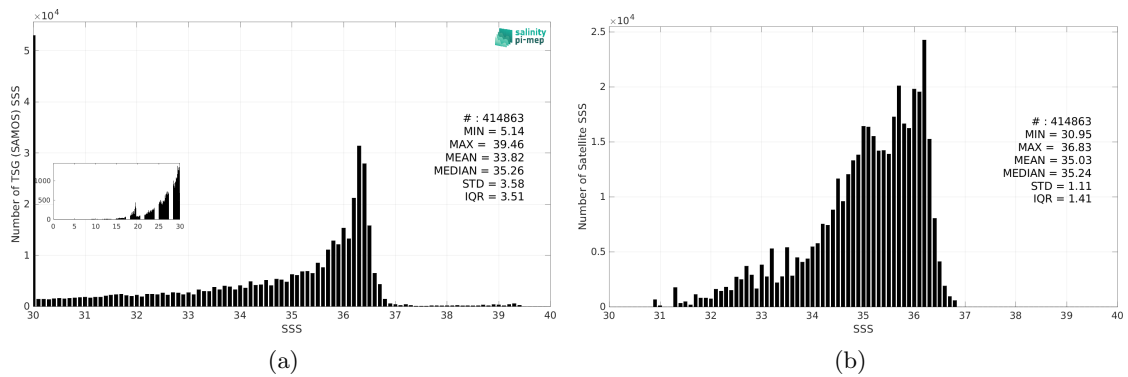 ×10⁴
5
4
3
2
1
0
Number of TSG (SAMOS) SSS
salinity
pi-mep
# : 414863
MIN = 5.14
MAX = 39.46
MEAN = 33.82
MEDIAN = 35.26
STD = 3.58
IQR = 3.51
1000
500
0
0 5 10 15 20 25 30
30 31 32 33 34 35 36 37 38 39 40
SSS
(a)
×10⁴
2.5
2
1.5
1
0.5
0
Number of Satellite SSS
# : 414863
MIN = 30.95
MAX = 36.83
MEAN = 35.03
MEDIAN = 35.24
STD = 1.11
IQR = 1.41
30 31 32 33 34 35 36 37 38 39 40
SSS
(b)